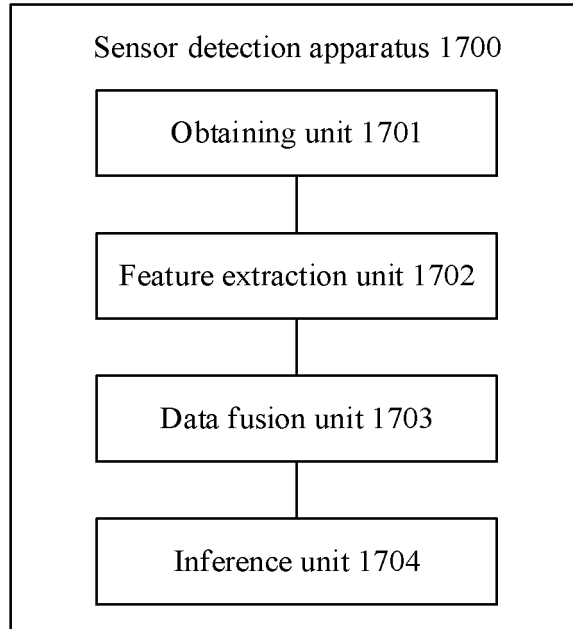 Sensor detection apparatus 1700
Obtaining unit 1701
Feature extraction unit 1702
Data fusion unit 1703
Inference unit 1704